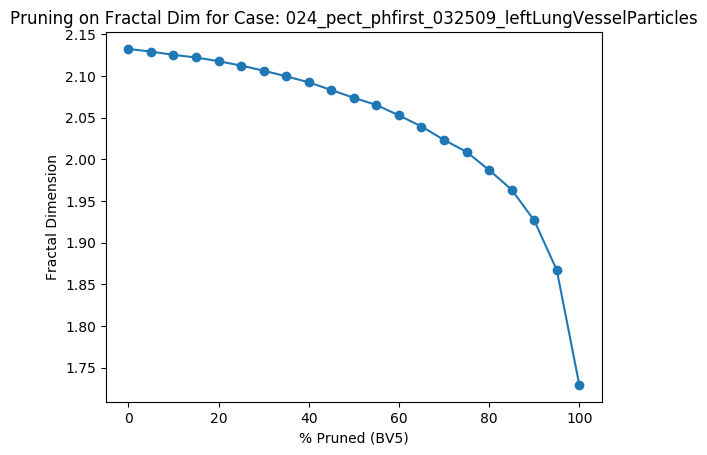 Pruning on Fractal Dim for Case: 024_pect_phfirst_032509_leftLungVesselParticles
2.15
2.10
2.05
2.00
1.95
1.90
1.85
1.80
1.75
Fractal Dimension
0 20 40 60 80 100
% Pruned (BV5)